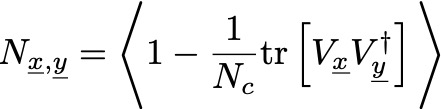 $N_{\underline{x},\underline{y}} = \left\langle 1 - \frac{1}{N_c} \mathrm{tr} \left[ V_{\underline{x}} V_{\underline{y}}^{\dagger} \right] \right\rangle$